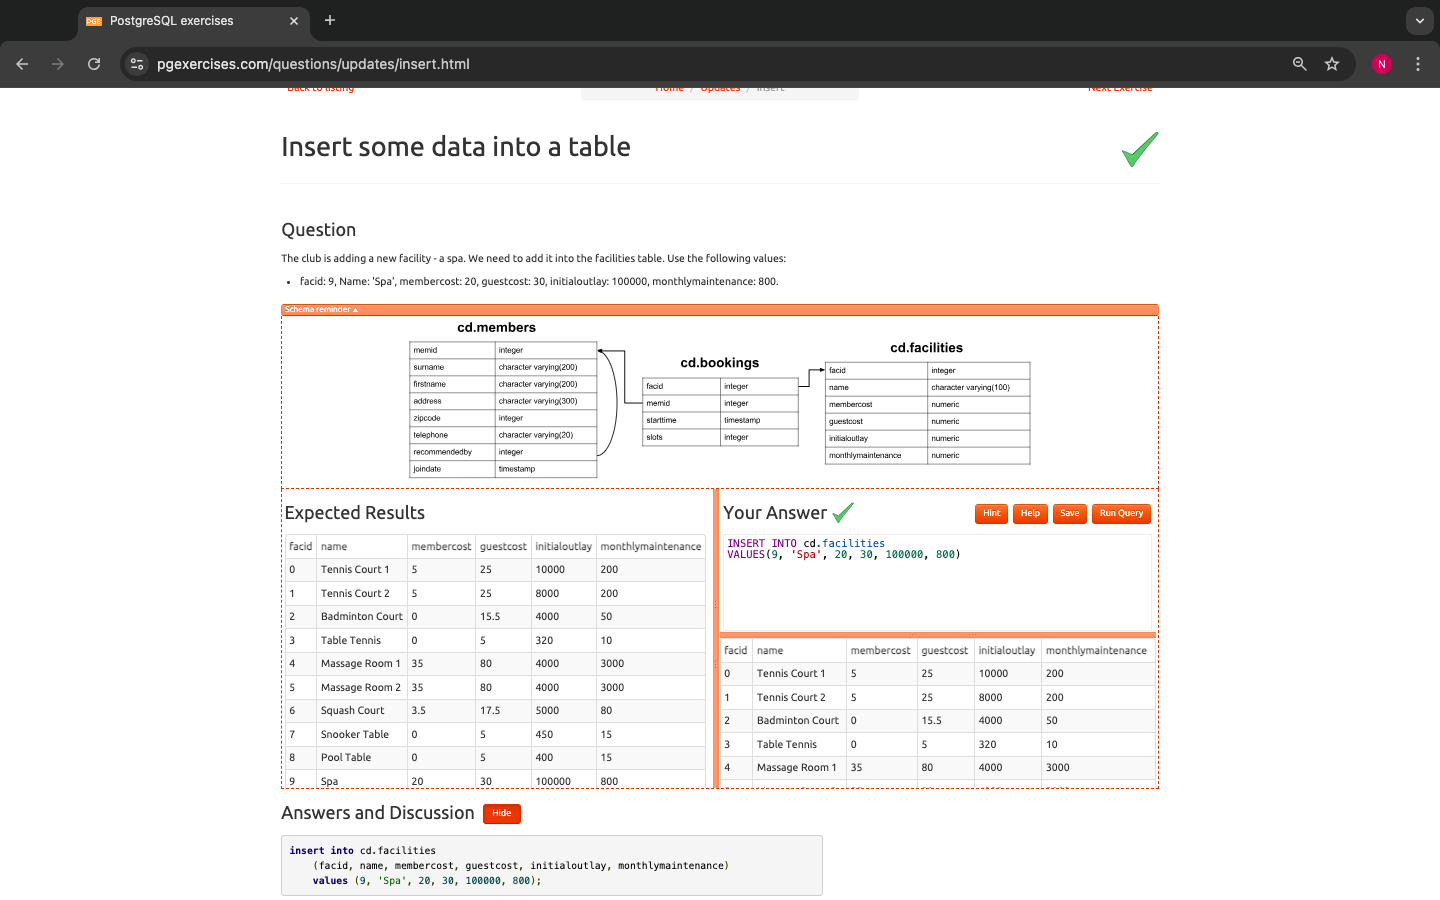 PGE PostgreSQL exercises
pgexercises.com/questions/updates/insert.html
N
Back to listing
Home / Updates / Insert
Next Exercise
Insert some data into a table
Question
The club is adding a new facility - a spa. We need to add it into the facilities table. Use the following values:
• facid: 9, Name: 'Spa', membercost: 20, guestcost: 30, initialoutlay: 100000, monthlymaintenance: 800.
Schema reminder
cd.members
memid integer
surname character varying(200)
firstname character varying(200)
address character varying(300)
zipcode integer
telephone character varying(20)
recommendedby integer
joindate timestamp
cd.bookings
facid integer
memid integer
starttime timestamp
slots integer
cd.facilities
facid integer
name character varying(100)
membercost numeric
guestcost numeric
initialoutlay numeric
monthlymaintenance numeric
Expected Results
facid name membercost guestcost initialoutlay monthlymaintenance
0 Tennis Court 1 5 25 10000 200
1 Tennis Court 2 5 25 8000 200
2 Badminton Court 0 15.5 4000 50
3 Table Tennis 0 5 320 10
4 Massage Room 1 35 80 4000 3000
5 Massage Room 2 35 80 4000 3000
6 Squash Court 3.5 17.5 5000 80
7 Snooker Table 0 5 450 15
8 Pool Table 0 5 400 15
9 Spa 20 30 100000 800
Your Answer
Hint Help Save Run Query
INSERT INTO cd.facilities
VALUES(9, 'Spa', 20, 30, 100000, 800)
facid name membercost guestcost initialoutlay monthlymaintenance
0 Tennis Court 1 5 25 10000 200
1 Tennis Court 2 5 25 8000 200
2 Badminton Court 0 15.5 4000 50
3 Table Tennis 0 5 320 10
4 Massage Room 1 35 80 4000 3000
Answers and Discussion Hide
insert into cd.facilities
(facid, name, membercost, guestcost, initialoutlay, monthlymaintenance)
values (9, 'Spa', 20, 30, 100000, 800);